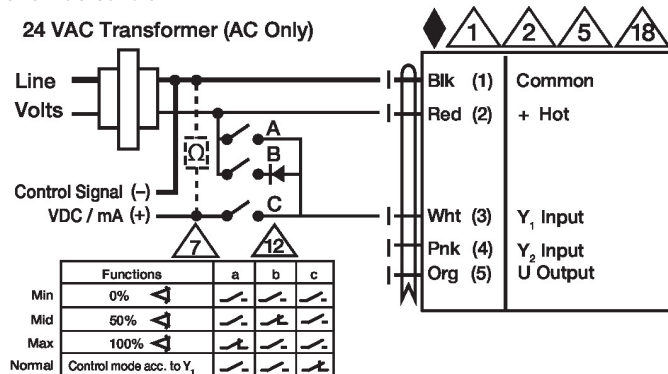 24 VAC Transformer (AC Only)
1 2 5 18
Line
Volts
Blk (1) Common
Red (2) + Hot
A
Ω
B
Control Signal (–)
VDC / mA (+)
C
Wht (3) Y₁ Input
7 12
Pnk (4) Y₂ Input
Org (5) U Output
Functions a b c
Min 0%
Mid 50%
Max 100%
Normal Control mode acc. to Y₁